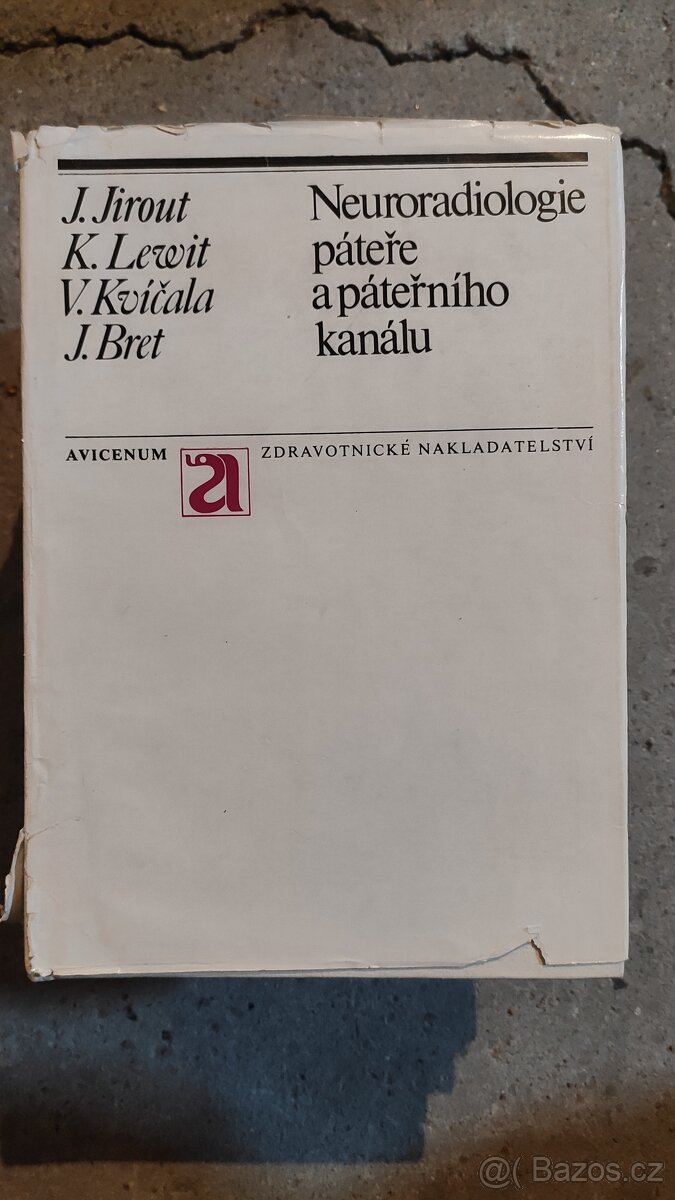 J. Jirout
K. Lewit
V. Kvíčala
J. Bret
Neuroradiologie
páteře
a páteřního
kanálu
AVICENUM
a
ZDRAVOTNICKÉ NAKLADATELSTVÍ
@( Bazos.cz